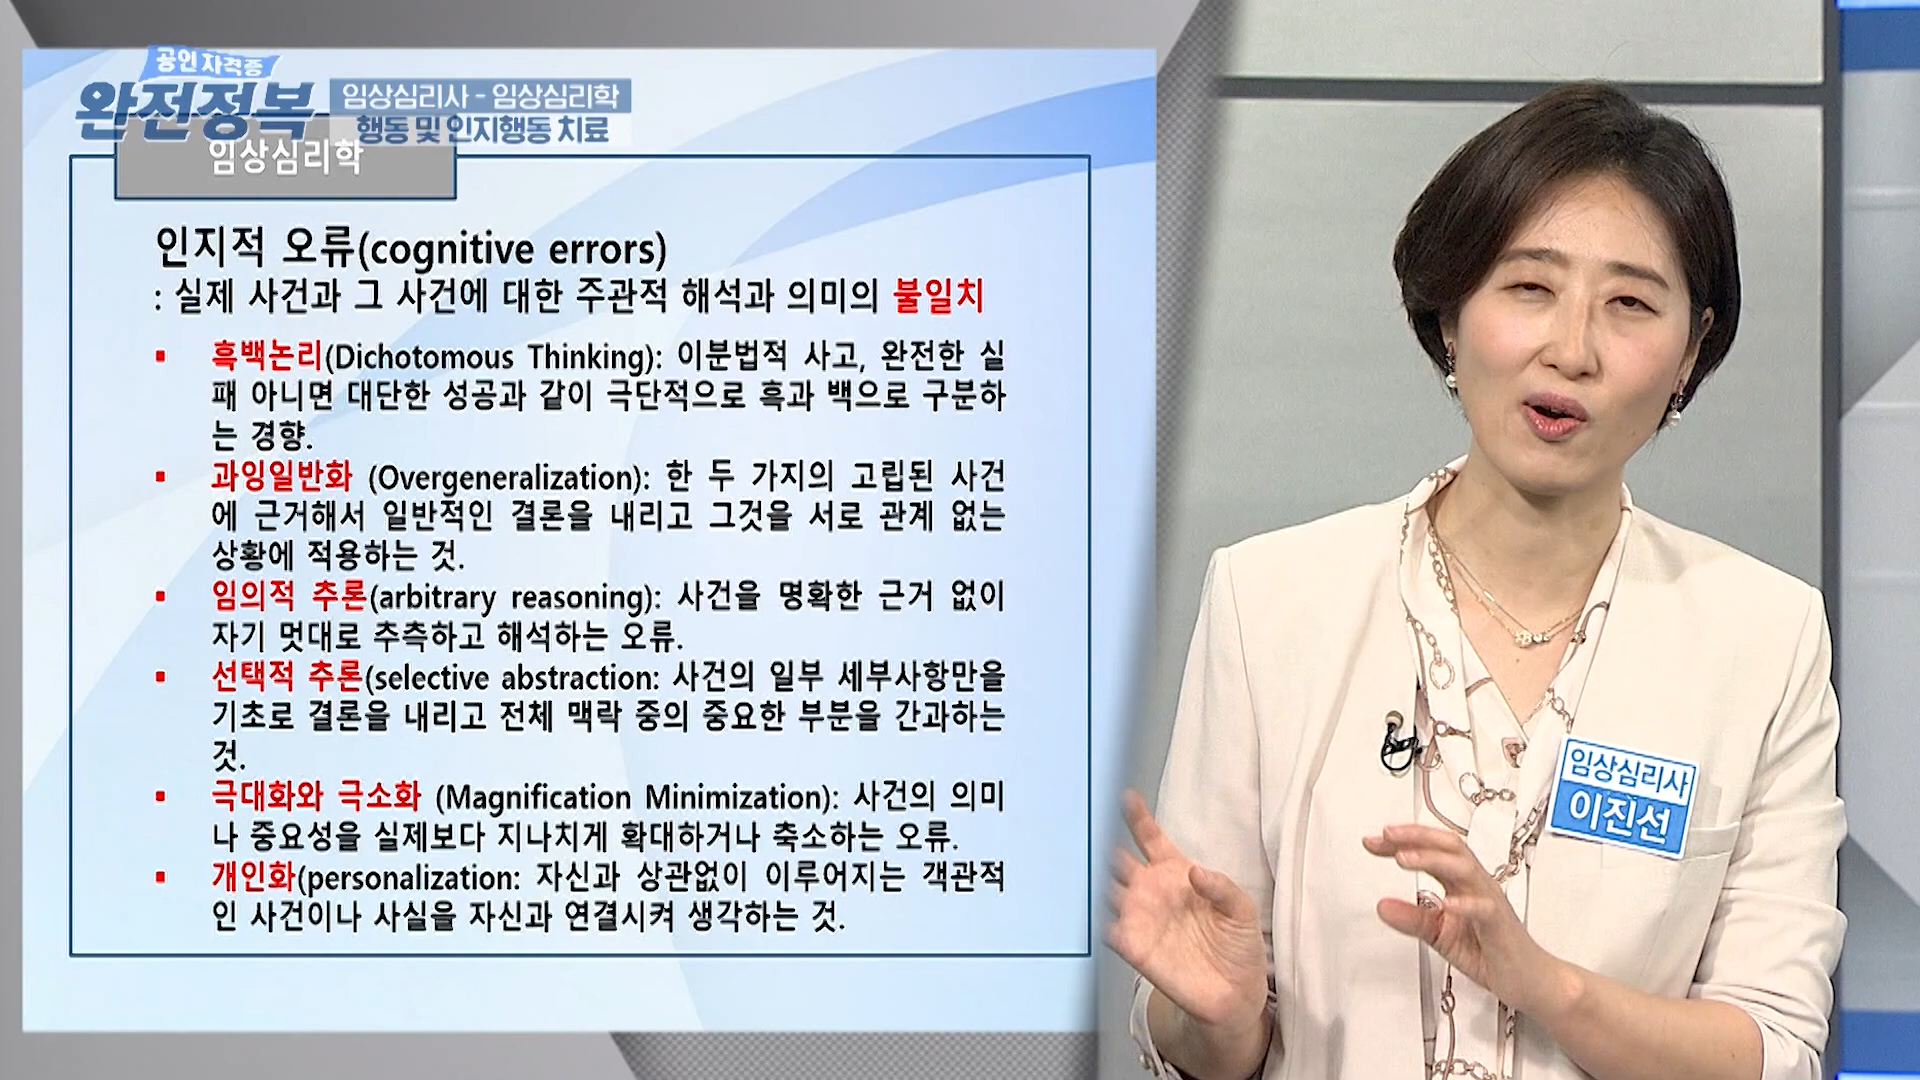 공인 자격증
완전정복
임상심리사 - 임상심리학
행동 및 인지행동 치료
임상심리학
인지적 오류(cognitive errors)
: 실제 사건과 그 사건에 대한 주관적 해석과 의미의 불일치
▪ 흑백논리(Dichotomous Thinking): 이분법적 사고, 완전한 실
패 아니면 대단한 성공과 같이 극단적으로 흑과 백으로 구분하
는 경향.
▪ 과잉일반화 (Overgeneralization): 한 두 가지의 고립된 사건
에 근거해서 일반적인 결론을 내리고 그것을 서로 관계 없는
상황에 적용하는 것.
▪ 임의적 추론(arbitrary reasoning): 사건을 명확한 근거 없이
자기 멋대로 추측하고 해석하는 오류.
▪ 선택적 추론(selective abstraction: 사건의 일부 세부사항만을
기초로 결론을 내리고 전체 맥락 중의 중요한 부분을 간과하는
것.
▪ 극대화와 극소화 (Magnification Minimization): 사건의 의미
나 중요성을 실제보다 지나치게 확대하거나 축소하는 오류.
▪ 개인화(personalization: 자신과 상관없이 이루어지는 객관적
인 사건이나 사실을 자신과 연결시켜 생각하는 것.
임상심리사
이진선